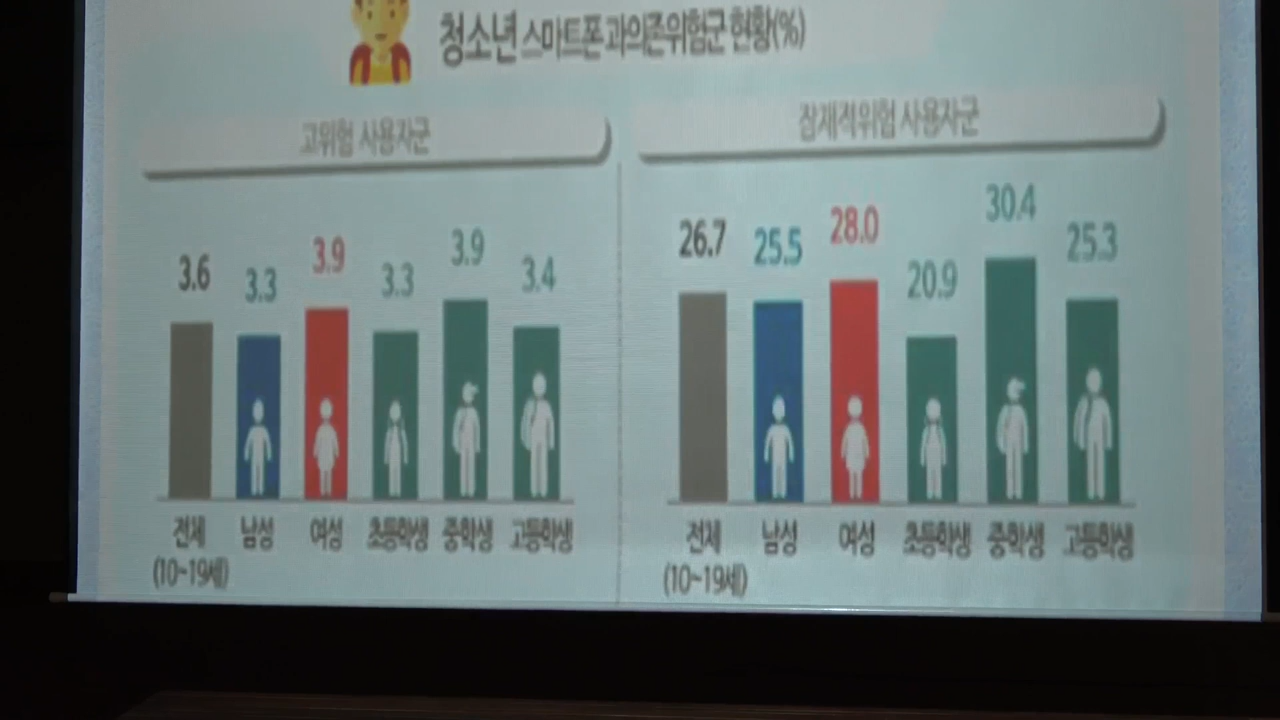 청소년 스마트폰 과의존위험군 현황(%)
고위험 사용자군
3.6 3.3 3.9 3.3 3.9 3.4
전체 남성 여성 초등학생 중학생 고등학생
(10~19세)
잠재적위험 사용자군
26.7 25.5 28.0 20.9 30.4 25.3
전체 남성 여성 초등학생 중학생 고등학생
(10~19세)